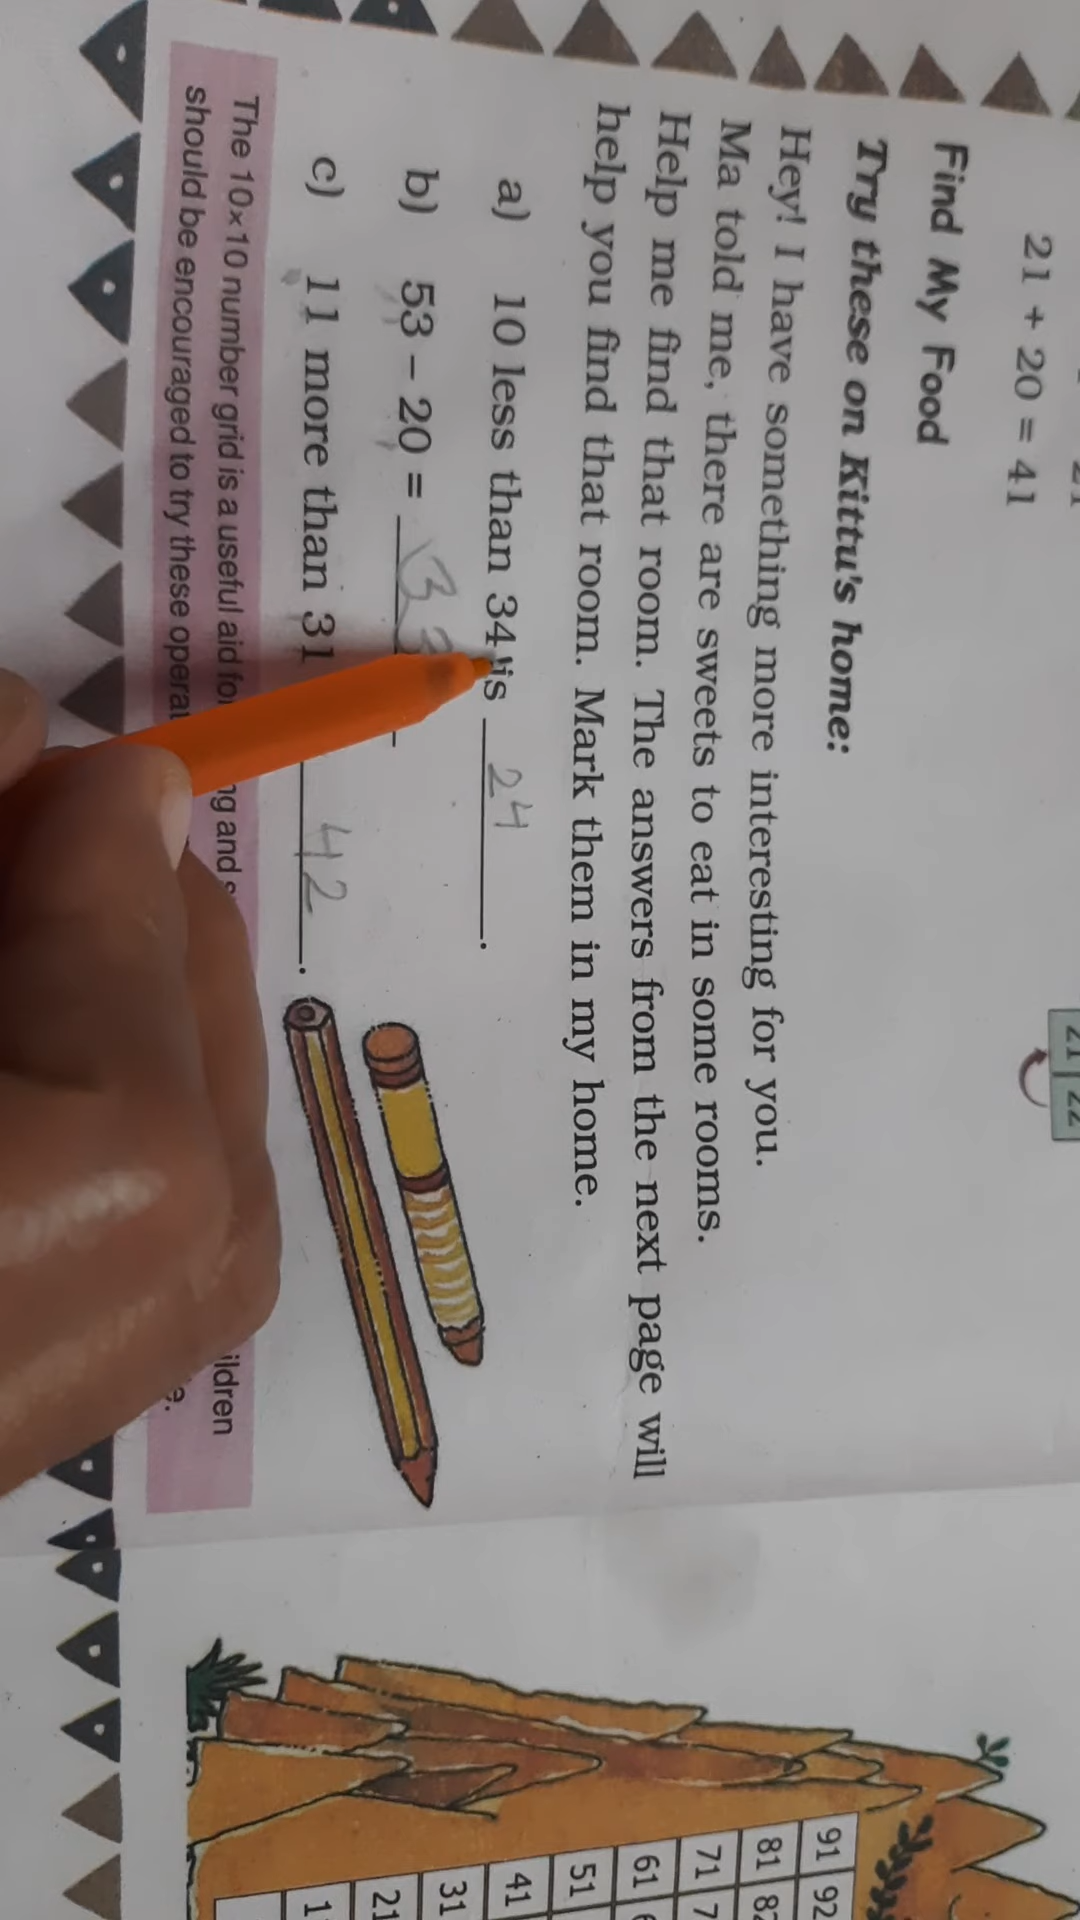 21 + 20 = 41
21 22
Find My Food
Try these on Kittu's home:
Hey! I have something more interesting for you.
Ma told me, there are sweets to eat in some rooms.
Help me find that room. The answers from the next page will
help you find that room. Mark them in my home.
a) 10 less than 34 is 24.
b) 53 – 20 = 33
c) 11 more than 31 42.
The 10×10 number grid is a useful aid for and
should be encouraged to try these
91 92
81
71
61
51
41
31
21